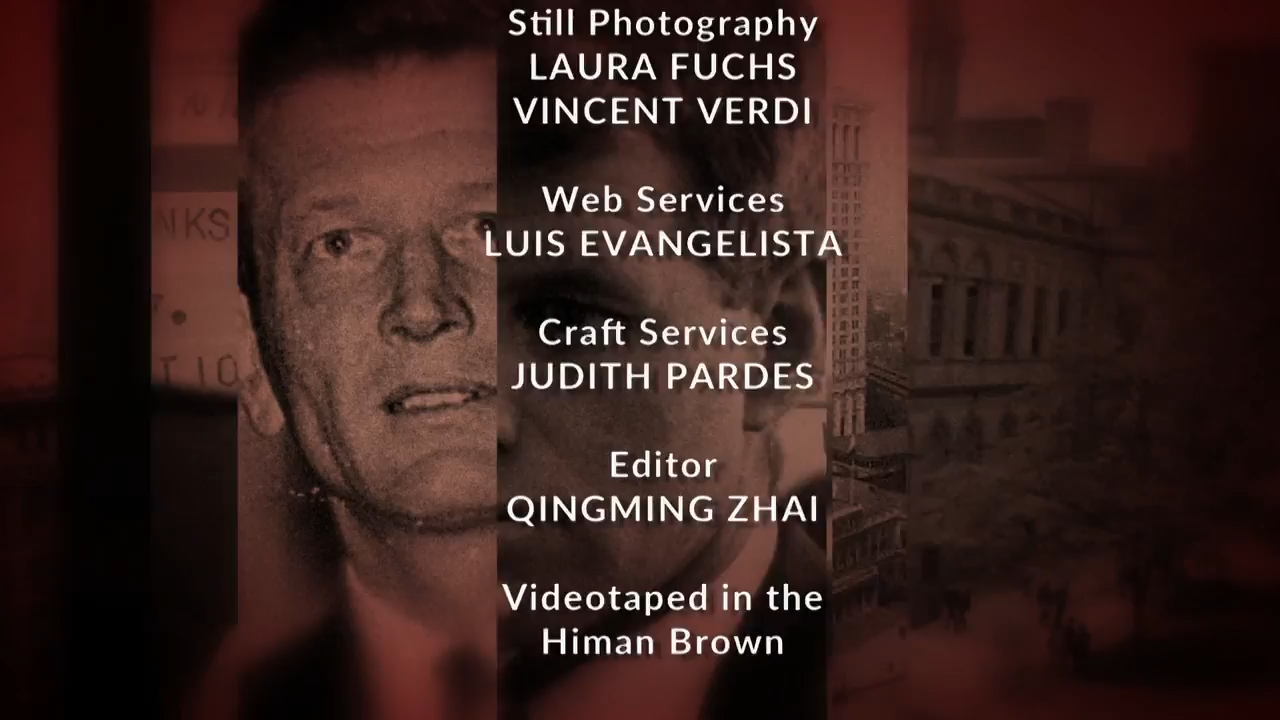 Still Photography
LAURA FUCHS
VINCENT VERDI
Web Services
LUIS EVANGELISTA
Craft Services
JUDITH PARDES
Editor
QINGMING ZHAI
Videotaped in the
Himan Brown
NKS